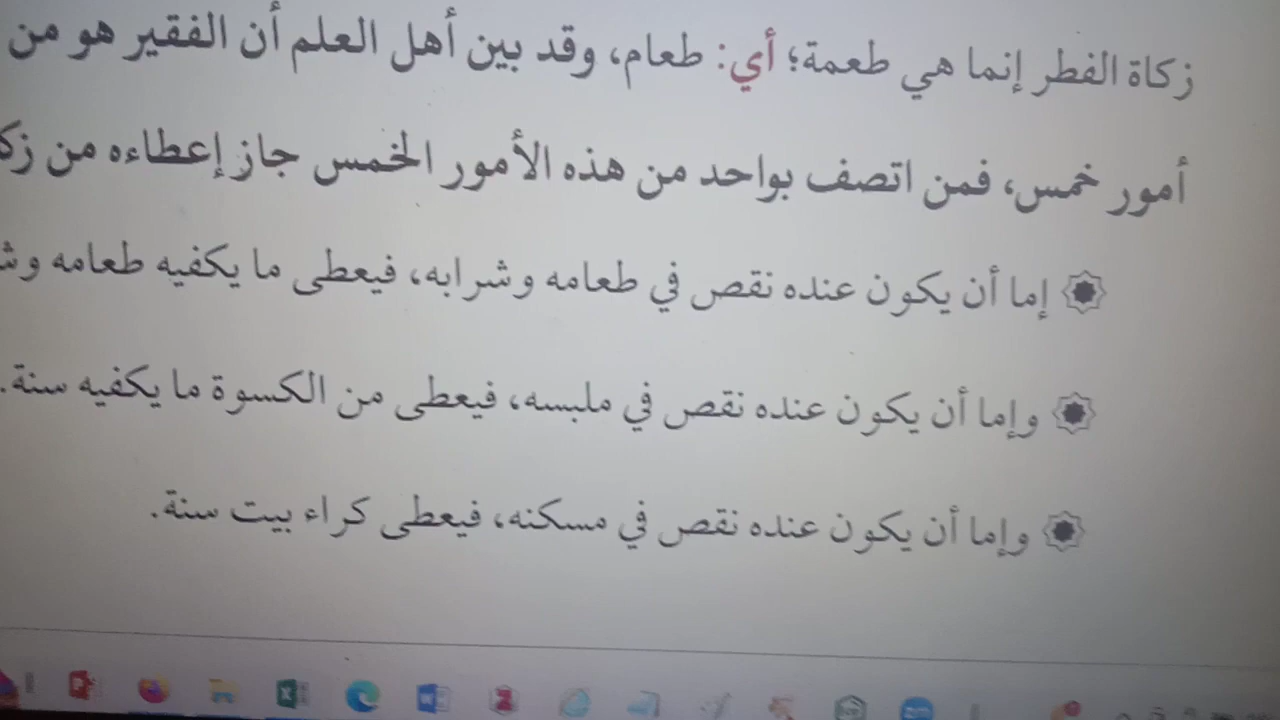 زكاة الفطر إنما هي طعمة؛ أي: طعام، وقد بين أهل العلم أن الفقير هو من
أمور خمس، فمن اتصف بواحد من هذه الأمور الخمس جاز إعطاءه من
إما أن يكون عنده نقص في طعامه وشرابه، فيعطى ما يكفيه طعامه
وإما أن يكون عنده نقص في ملبسه، فيعطى من الكسوة ما يكفيه سنة.
وإما أن يكون عنده نقص في مسكنه، فيعطى كراء بيت سنة.